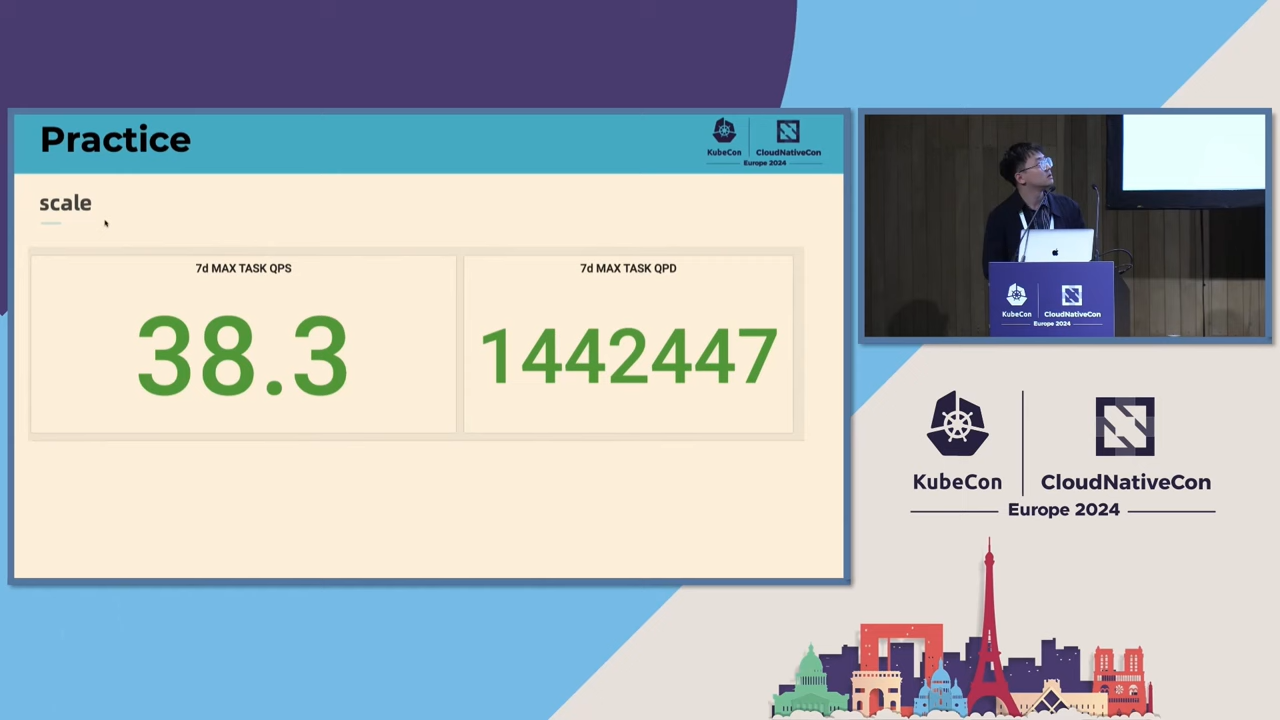 Practice
KubeCon
CloudNativeCon
Europe 2024
scale
7d MAX TASK QPS
38.3
7d MAX TASK QPD
1442447
KubeCon
CloudNativeCon
Europe 2024
KubeCon
CloudNativeCon
Europe 2024